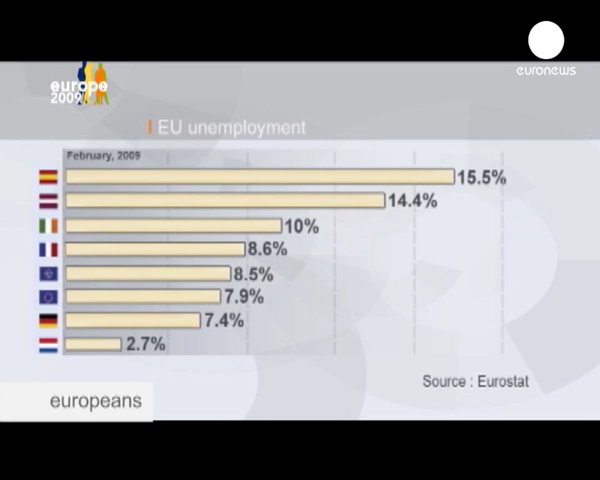 euronews
europe
2009
EU unemployment
February, 2009
15.5%
14.4%
10%
8.6%
8.5%
7.9%
7.4%
2.7%
Source : Eurostat
europeans